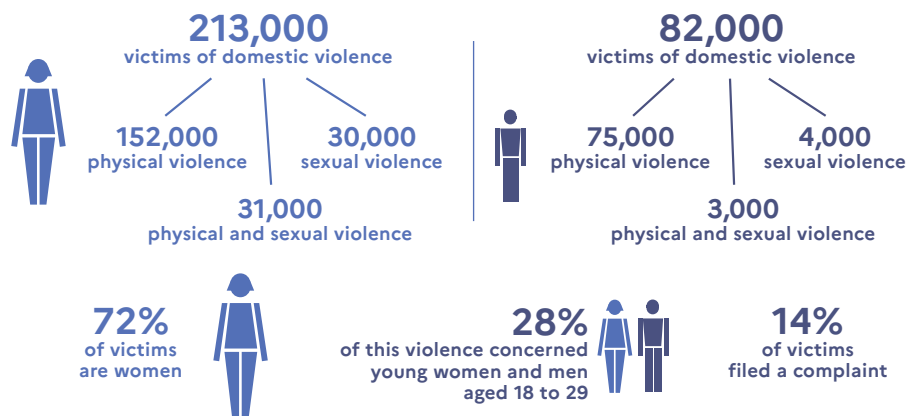 213,000
victims of domestic violence
152,000
physical violence
30,000
sexual violence
31,000
physical and sexual violence
82,000
victims of domestic violence
75,000
physical violence
4,000
sexual violence
3,000
physical and sexual violence
72%
of victims
are women
28%
of this violence concerned
young women and men
aged 18 to 29
14%
of victims
filed a complaint